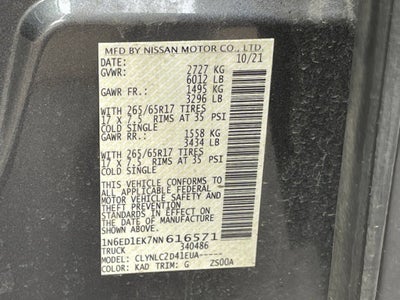 MFD BY NISSAN MOTOR CO., LTD.
DATE: 10/21
GVWR: 2727 KG
6012 LB
GAWR FR.: 1495 KG
3296 LB
WITH 265/65R17 TIRES
17 X 7.5 RIMS AT 35 PSI
COLD SINGLE
GAWR RR.: 1558 KG
3434 LB
WITH 265/65R17 TIRES
17 X 7.5 RIMS AT 35 PSI
COLD SINGLE
THIS VEHICLE CONFORMS TO
ALL APPLICABLE FEDERAL
MOTOR VEHICLE SAFETY
STANDARDS IN EFFECT ON
THE DATE OF MANUFACTURE
SHOWN ABOVE.
1N6ED1EK7NN616571
TRUCK 340486
MODEL: CLYNLC2D41EUA-----
COLOR: KAD TRIM: G ZS00A